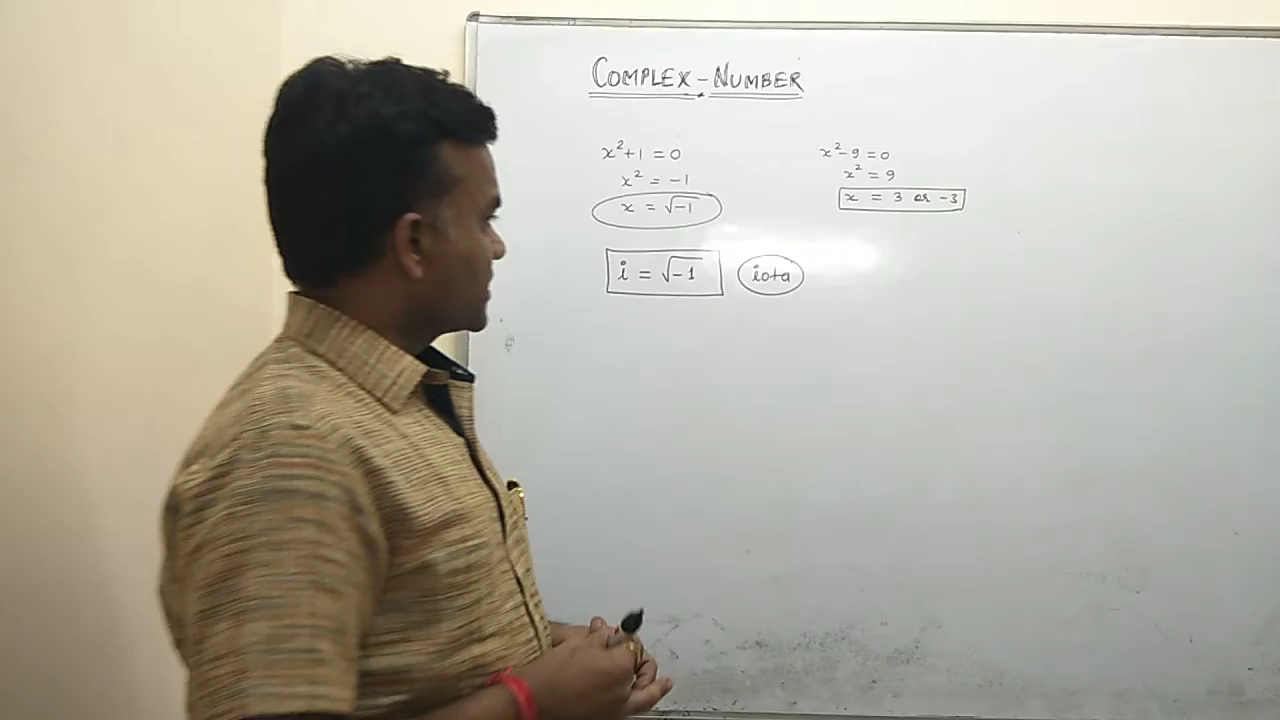 COMPLEX-NUMBER
x²+1 = 0
x² = -1
x = √-1
x²-9 = 0
x² = 9
x = 3 or -3
i = √-1 iota